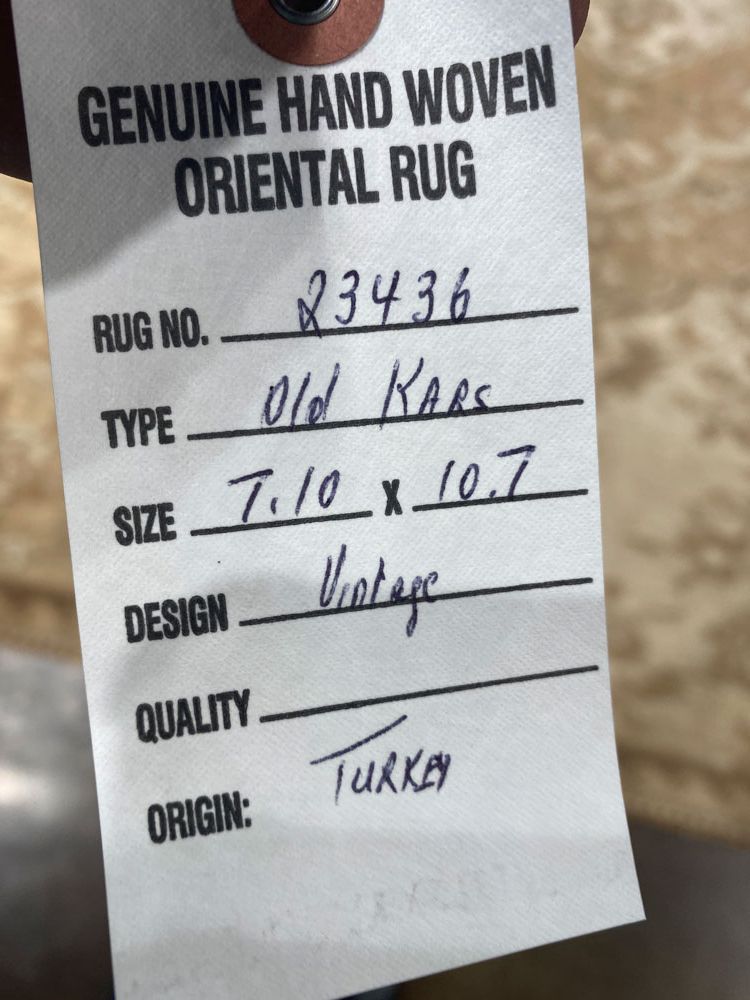 GENUINE HAND WOVEN
ORIENTAL RUG
RUG NO. 23436
TYPE Old KARS
SIZE 7.10 X 10.7
DESIGN Vintage
QUALITY
ORIGIN: TURKEY